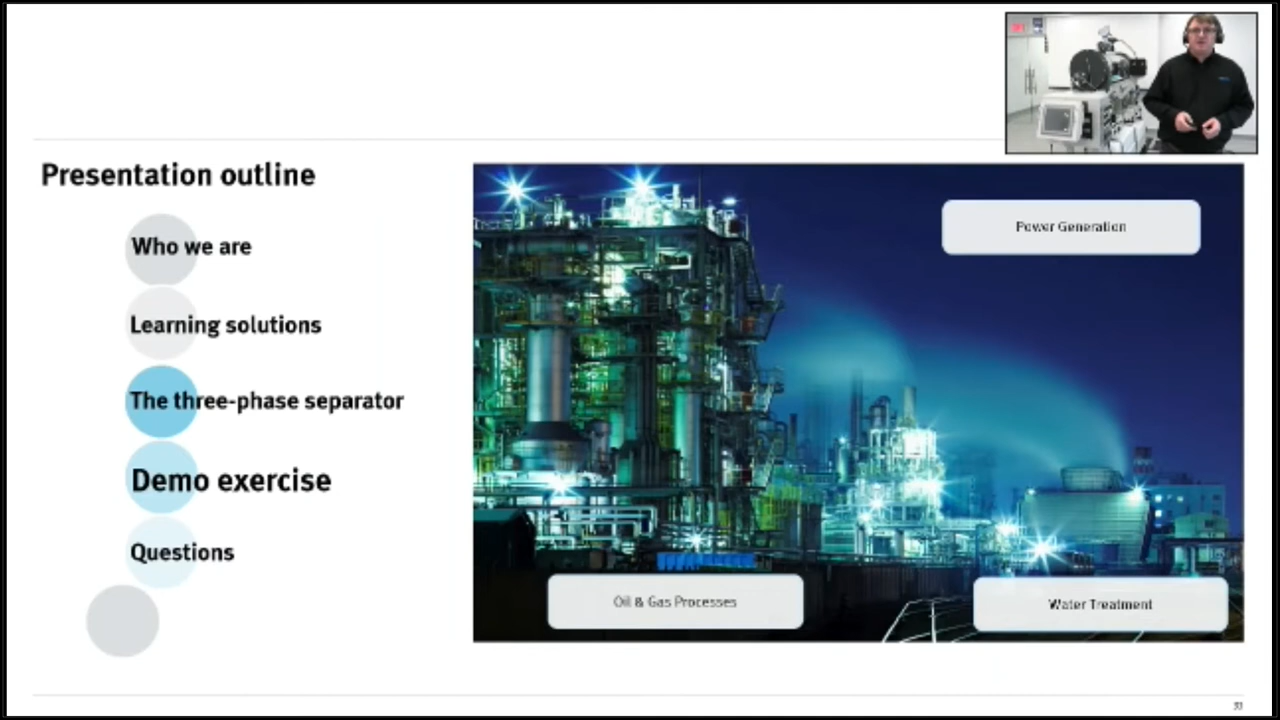 Presentation outline
Who we are
Learning solutions
The three-phase separator
Demo exercise
Questions
Power Generation
Oil & Gas Processes
Water Treatment